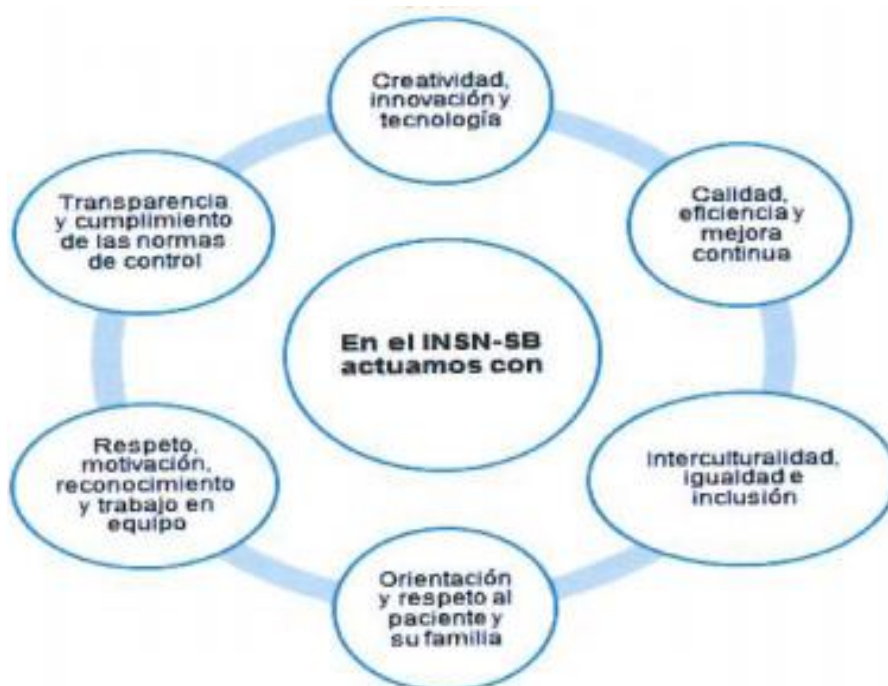 Creatividad,
innovación y
tecnología
Calidad,
eficiencia y
mejora
continua
Interculturalidad,
igualdad e
inclusión
Orientación
y respeto al
paciente y
su familia
Respeto,
motivación,
reconocimiento
y trabajo en
equipo
Transparencia
y cumplimiento
de las normas
de control
En el INSN-SB
actuamos con